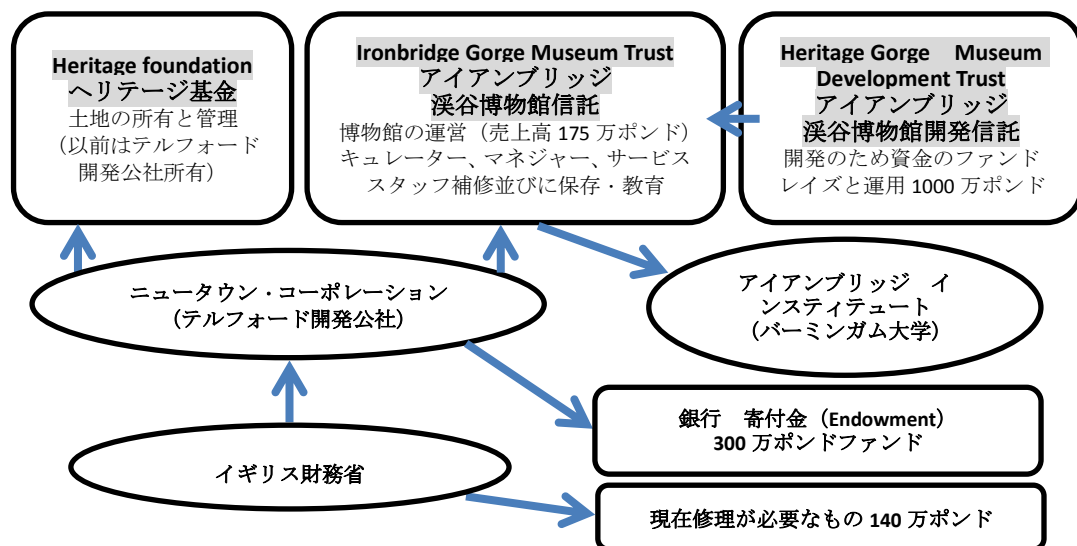 Heritage foundation
ヘリテージ基金
土地の所有と管理
(以前はテルフォード
開発公社所有)
Ironbridge Gorge Museum Trust
アイアンブリッジ
渓谷博物館信託
博物館の運営（売上高 175 万ポンド）
キュレーター、マネジャー、サービス
スタッフ補修並びに保存・教育
Heritage Gorge Museum
Development Trust
アイアンブリッジ
渓谷博物館開発信託
開発のため資金のファンド
レイズと運用 1000 万ポンド
ニュータウン・コーポレーション
(テルフォード開発公社）
アイアンブリッジ イ
ンスティテュート
(バーミンガム大学)
銀行 寄付金（Endowment）
300 万ポンドファンド
イギリス財務省
現在修理が必要なもの 140 万ポンド